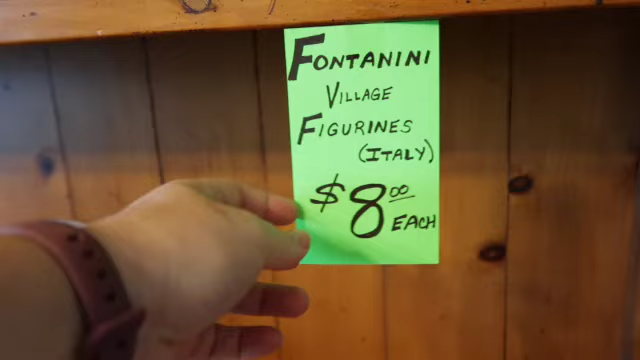 FONTANINI
VILLAGE
FIGURINES
(ITALY)
$8.00 EACH